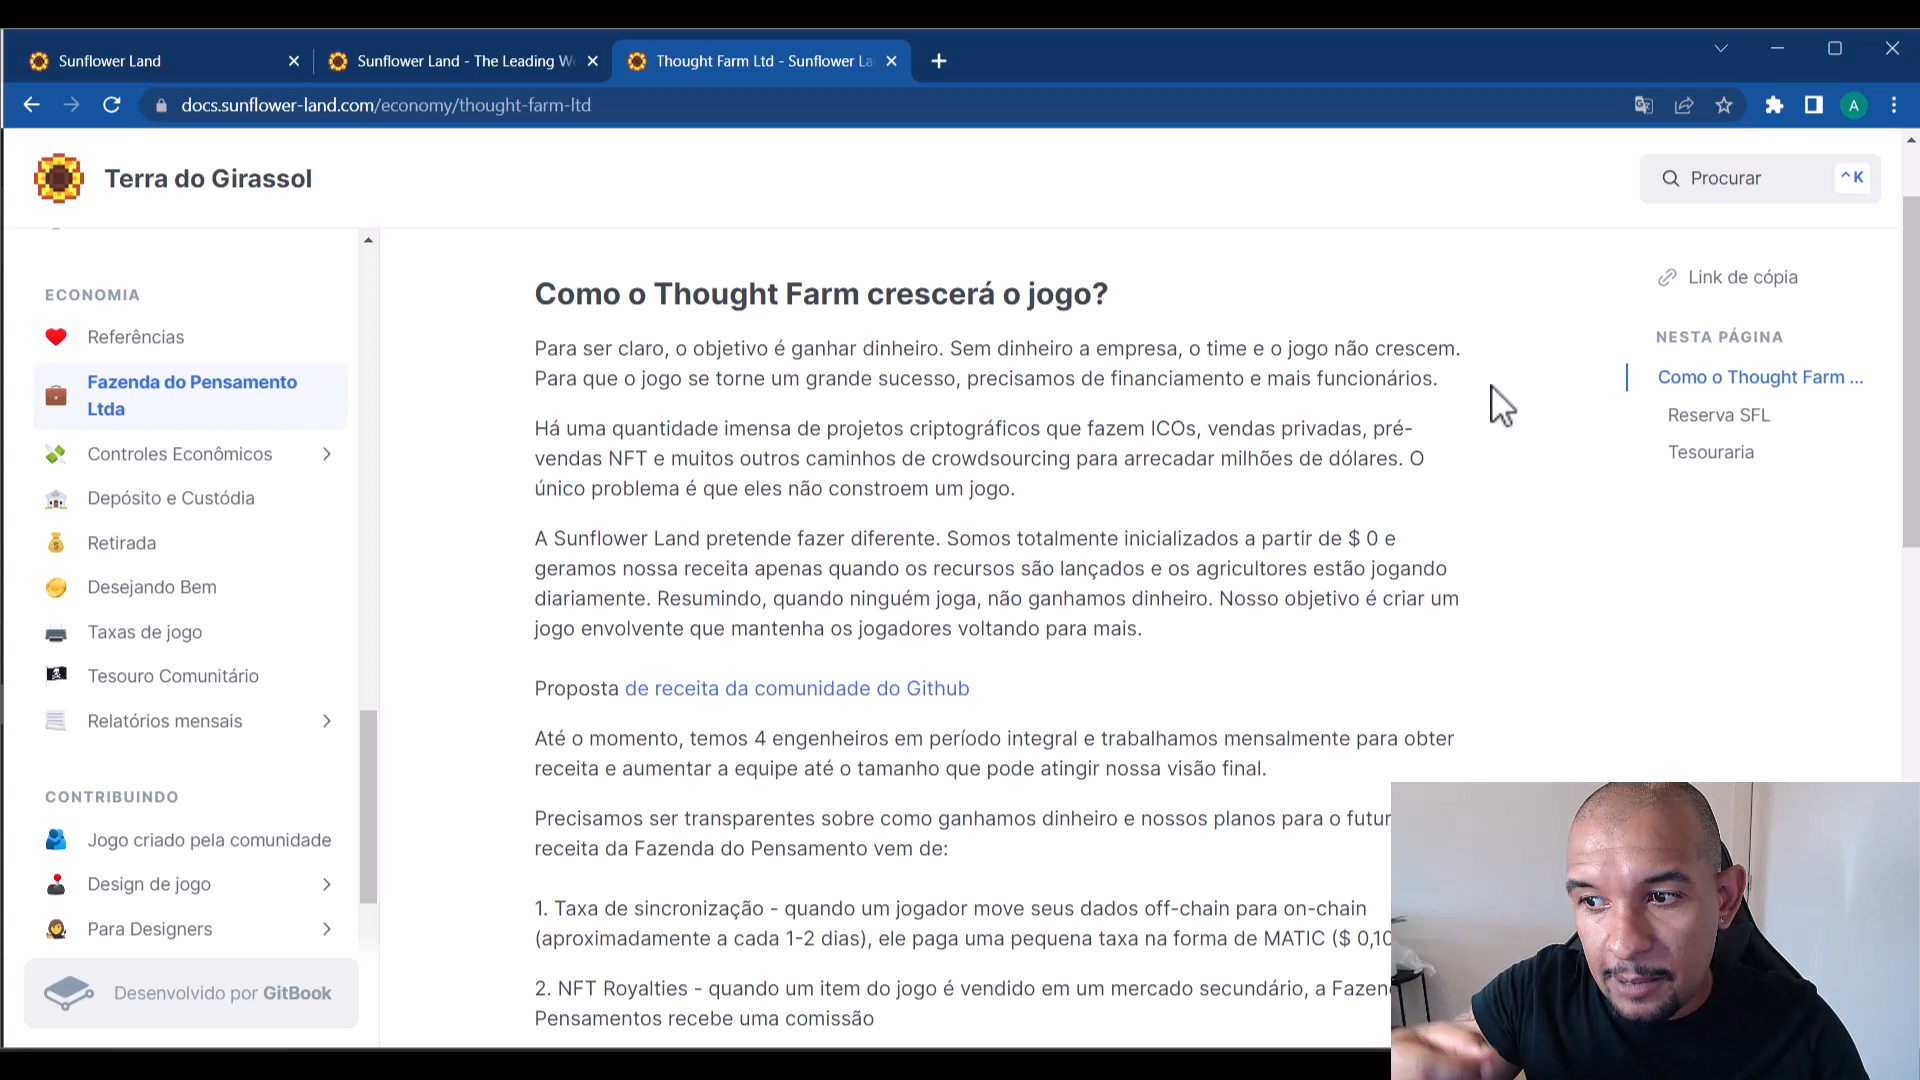 Sunflower Land
Sunflower Land - The Leading W
Thought Farm Ltd - Sunflower La
docs.sunflower-land.com/economy/thought-farm-ltd
A
Terra do Girassol
Procurar
^K
ECONOMIA
Referências
Fazenda do Pensamento
Ltda
Controles Econômicos
Depósito e Custódia
Retirada
Desejando Bem
Taxas de jogo
Tesouro Comunitário
Relatórios mensais
CONTRIBUINDO
Jogo criado pela comunidade
Design de jogo
Para Designers
Desenvolvido por GitBook
Como o Thought Farm crescerá o jogo?
Para ser claro, o objetivo é ganhar dinheiro. Sem dinheiro a empresa, o time e o jogo não crescem.
Para que o jogo se torne um grande sucesso, precisamos de financiamento e mais funcionários.
Há uma quantidade imensa de projetos criptográficos que fazem ICOs, vendas privadas, pré-
vendas NFT e muitos outros caminhos de crowdsourcing para arrecadar milhões de dólares. O
único problema é que eles não constroem um jogo.
A Sunflower Land pretende fazer diferente. Somos totalmente inicializados a partir de $ 0 e
geramos nossa receita apenas quando os recursos são lançados e os agricultores estão jogando
diariamente. Resumindo, quando ninguém joga, não ganhamos dinheiro. Nosso objetivo é criar um
jogo envolvente que mantenha os jogadores voltando para mais.
Proposta de receita da comunidade do Github
Até o momento, temos 4 engenheiros em período integral e trabalhamos mensalmente para obter
receita e aumentar a equipe até o tamanho que pode atingir nossa visão final.
Precisamos ser transparentes sobre como ganhamos dinheiro e nossos planos para o futur
receita da Fazenda do Pensamento vem de:
1. Taxa de sincronização - quando um jogador move seus dados off-chain para on-chain
(aproximadamente a cada 1-2 dias), ele paga uma pequena taxa na forma de MATIC ($ 0,10
2. NFT Royalties - quando um item do jogo é vendido em um mercado secundário, a Fazen
Pensamentos recebe uma comissão
Link de cópia
NESTA PÁGINA
Como o Thought Farm ...
Reserva SFL
Tesouraria